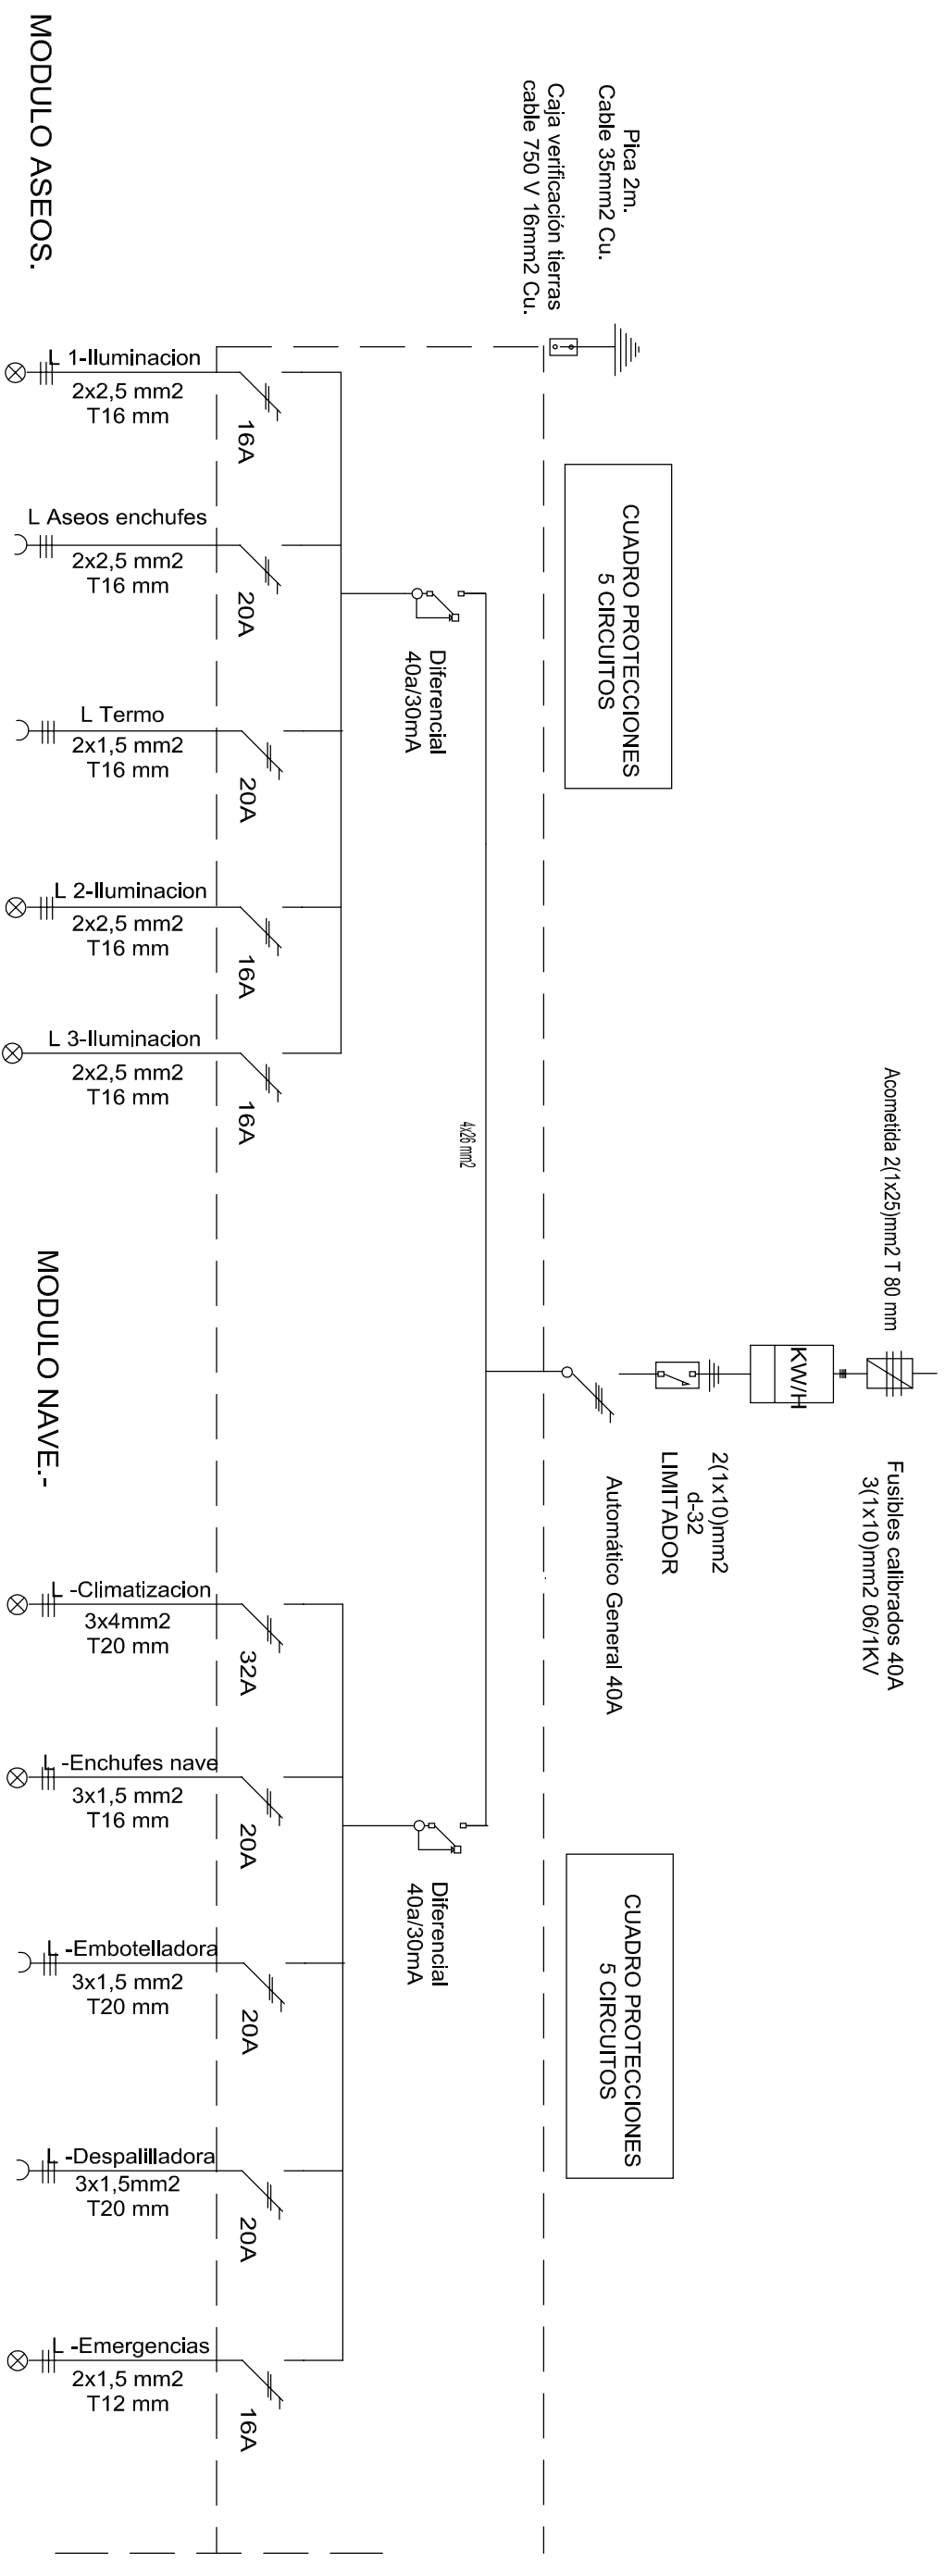 Acometida 2(1x25)mm2 T 80 mm
Fusibles calibrados 40A
3(1x10)mm2 06/1KV
KW/H
2(1x10)mm2
d-32
LIMITADOR
Automático General 40A
Pica 2m.
Cable 35mm2 Cu.
Caja verificación tierras
cable 750 V 16mm2 Cu.
CUADRO PROTECCIONES
5 CIRCUITOS
CUADRO PROTECCIONES
5 CIRCUITOS
4x26 mm2
Diferencial
40a/30mA
Diferencial
40a/30mA
L 1-Iluminacion
2x2,5 mm2
T16 mm
16A
L Aseos enchufes
2x2,5 mm2
T16 mm
20A
L Termo
2x1,5 mm2
T16 mm
20A
L 2-Iluminacion
2x2,5 mm2
T16 mm
16A
L 3-Iluminacion
2x2,5 mm2
T16 mm
16A
L -Climatizacion
3x4mm2
T20 mm
32A
L -Enchufes nave
3x1,5 mm2
T16 mm
20A
L -Embotelladora
3x1,5 mm2
T20 mm
20A
L -Despalilladora
3x1,5mm2
T20 mm
20A
L -Emergencias
2x1,5 mm2
T12 mm
16A
MODULO ASEOS.
MODULO NAVE.-